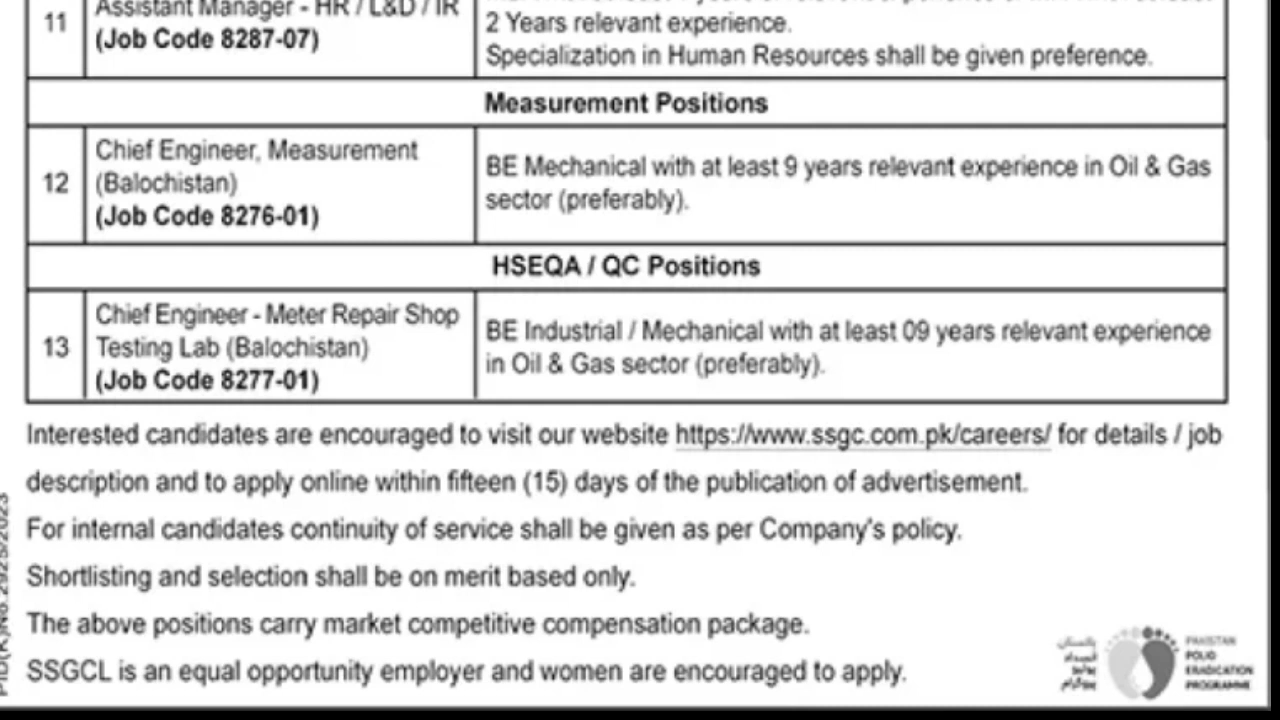 11
Assistant Manager - HR / L&D / IR
(Job Code 8287-07)
2 Years relevant experience.
Specialization in Human Resources shall be given preference.
Measurement Positions
12
Chief Engineer, Measurement
(Balochistan)
(Job Code 8276-01)
BE Mechanical with at least 9 years relevant experience in Oil & Gas
sector (preferably).
HSEQA / QC Positions
13
Chief Engineer - Meter Repair Shop
Testing Lab (Balochistan)
(Job Code 8277-01)
BE Industrial / Mechanical with at least 09 years relevant experience
in Oil & Gas sector (preferably).
Interested candidates are encouraged to visit our website https://www.ssgc.com.pk/careers/ for details / job
description and to apply online within fifteen (15) days of the publication of advertisement.
For internal candidates continuity of service shall be given as per Company's policy.
Shortlisting and selection shall be on merit based only.
The above positions carry market competitive compensation package.
SSGCL is an equal opportunity employer and women are encouraged to apply.
PAKISTAN
POLIO
ERADICATION
PROGRAMME